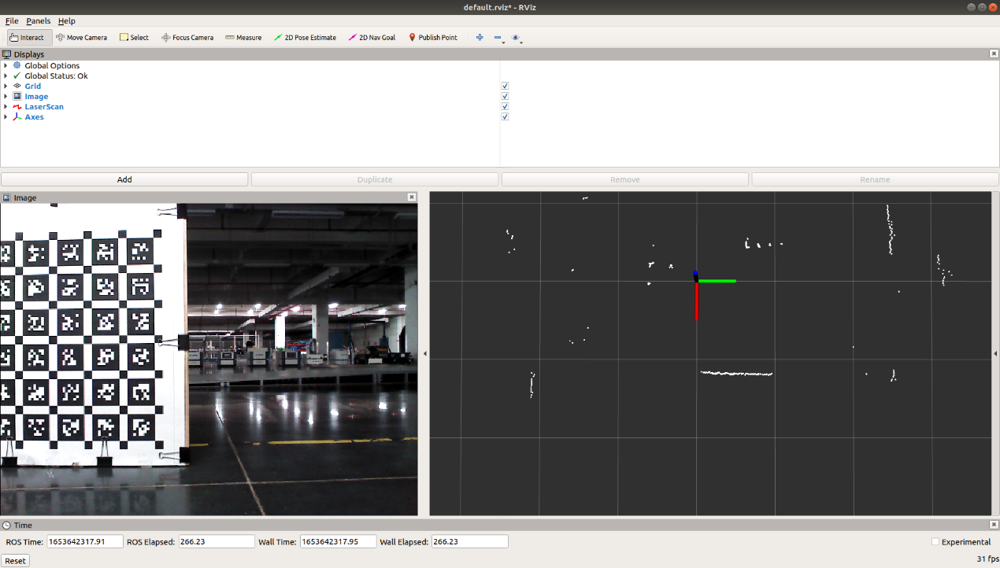 default.rviz* - RViz
File Panels Help
Interact Move Camera Select Focus Camera Measure 2D Pose Estimate 2D Nav Goal Publish Point
Displays
Global Options
Global Status: Ok
Grid
Image
LaserScan
Axes
Add Duplicate Remove Rename
Image
Time
ROS Time: 1653642317.91 ROS Elapsed: 266.23 Wall Time: 1653642317.95 Wall Elapsed: 266.23 Experimental
Reset 31 fps